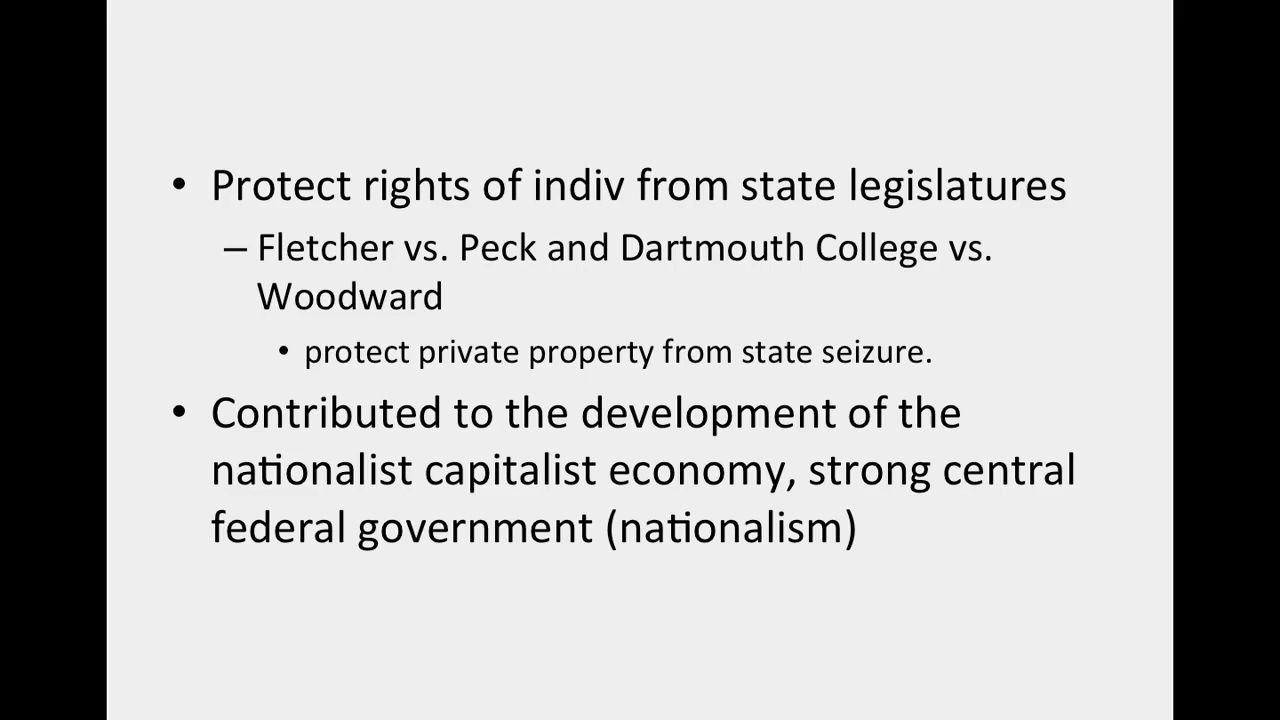 • Protect rights of indiv from state legislatures
– Fletcher vs. Peck and Dartmouth College vs.
Woodward
• protect private property from state seizure.
• Contributed to the development of the
nationalist capitalist economy, strong central
federal government (nationalism)